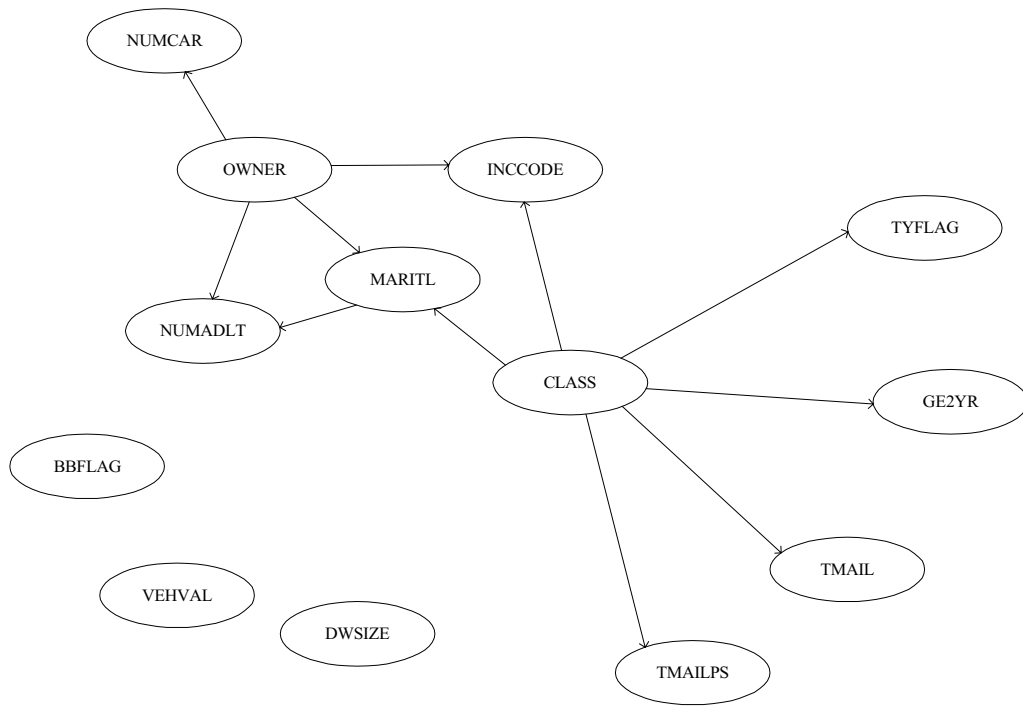 NUMCAR
OWNER
INCCODE
TYFLAG
MARITL
NUMADLT
CLASS
GE2YR
BBFLAG
TMAIL
VEHVAL
DWSIZE
TMAILPS